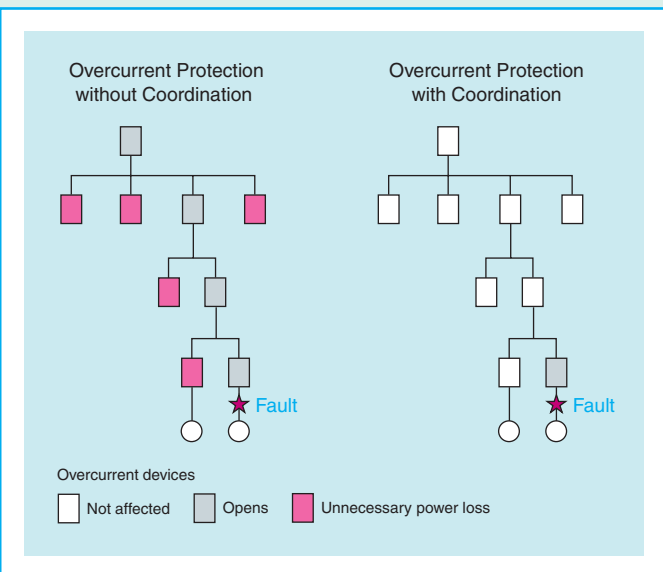 Overcurrent Protection
without Coordination
Overcurrent Protection
with Coordination
Fault
Fault
Overcurrent devices
Not affected
Opens
Unnecessary power loss